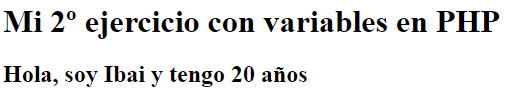 Mi 2º ejercicio con variables en PHP
Hola, soy Ibai y tengo 20 años